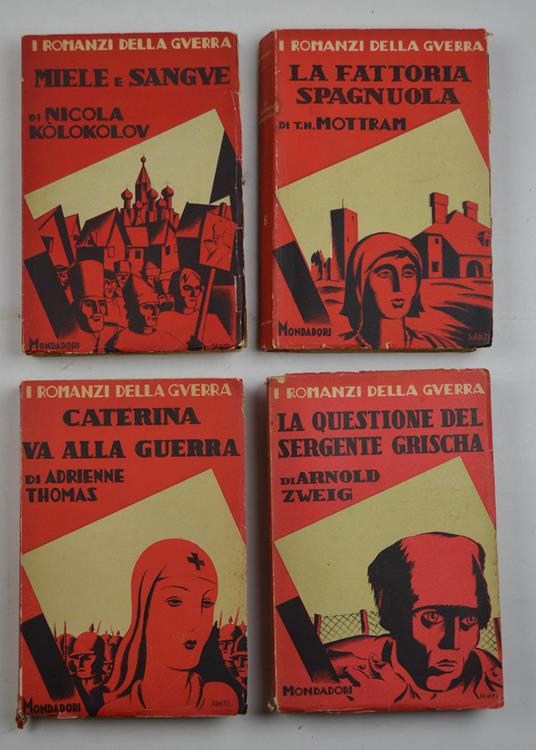 I ROMANZI DELLA GVERRA
MIELE E SANGVE
DI NICOLA
KÒLOKOLOV
MONDADORI
SANTI.
I ROMANZI DELLA GVERRA
LA FATTORIA
SPAGNUOLA
DI T.H. MOTTRAM
6
MONDADORI
SANTI.
I ROMANZI DELLA GVERRA
CATERINA
VA ALLA GUERRA
DI ADRIENNE
THOMAS
MONDADORI
SANTI.
I ROMANZI DELLA GVERRA
LA QUESTIONE DEL
SERGENTE GRISCHA
DI ARNOLD
ZWEIG
MONDADORI
SANTI.